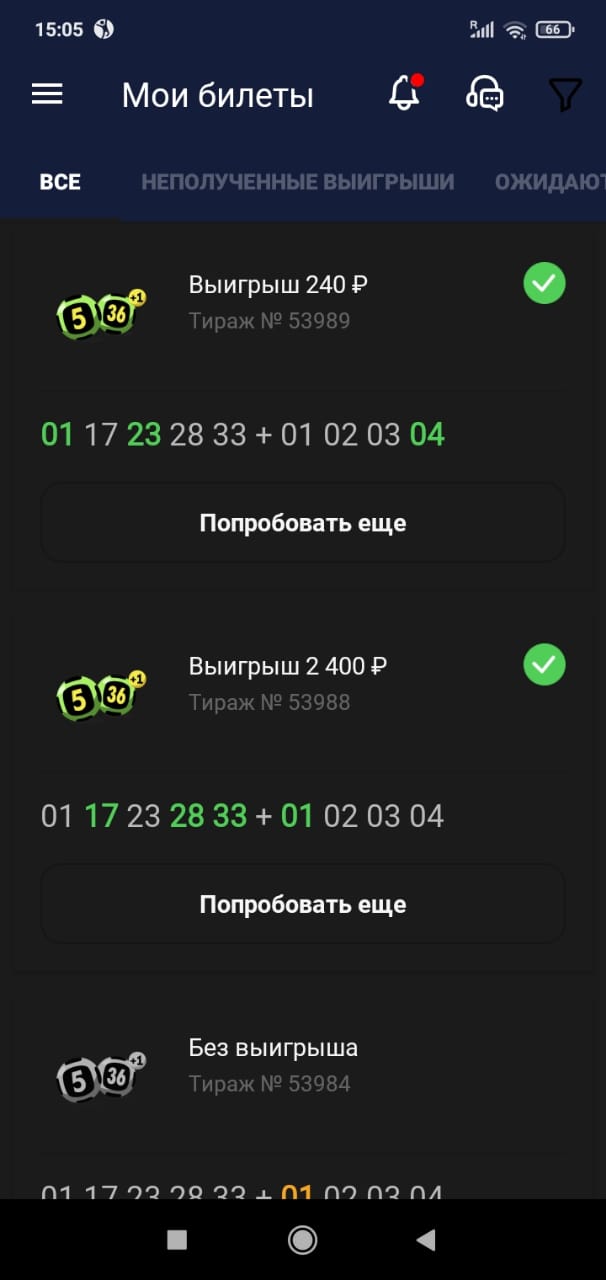 15:05 R 66
Мои билеты
ВСЕ НЕПОЛУЧЕННЫЕ ВЫИГРЫШИ ОЖИДАЮТ
5 36 +1
Выигрыш 240 ₽
Тираж № 53989
01 17 23 28 33 + 01 02 03 04
Попробовать еще
5 36 +1
Выигрыш 2 400 ₽
Тираж № 53988
01 17 23 28 33 + 01 02 03 04
Попробовать еще
5 36 +1
Без выигрыша
Тираж № 53984
01 17 23 28 33 + 01 02 03 04